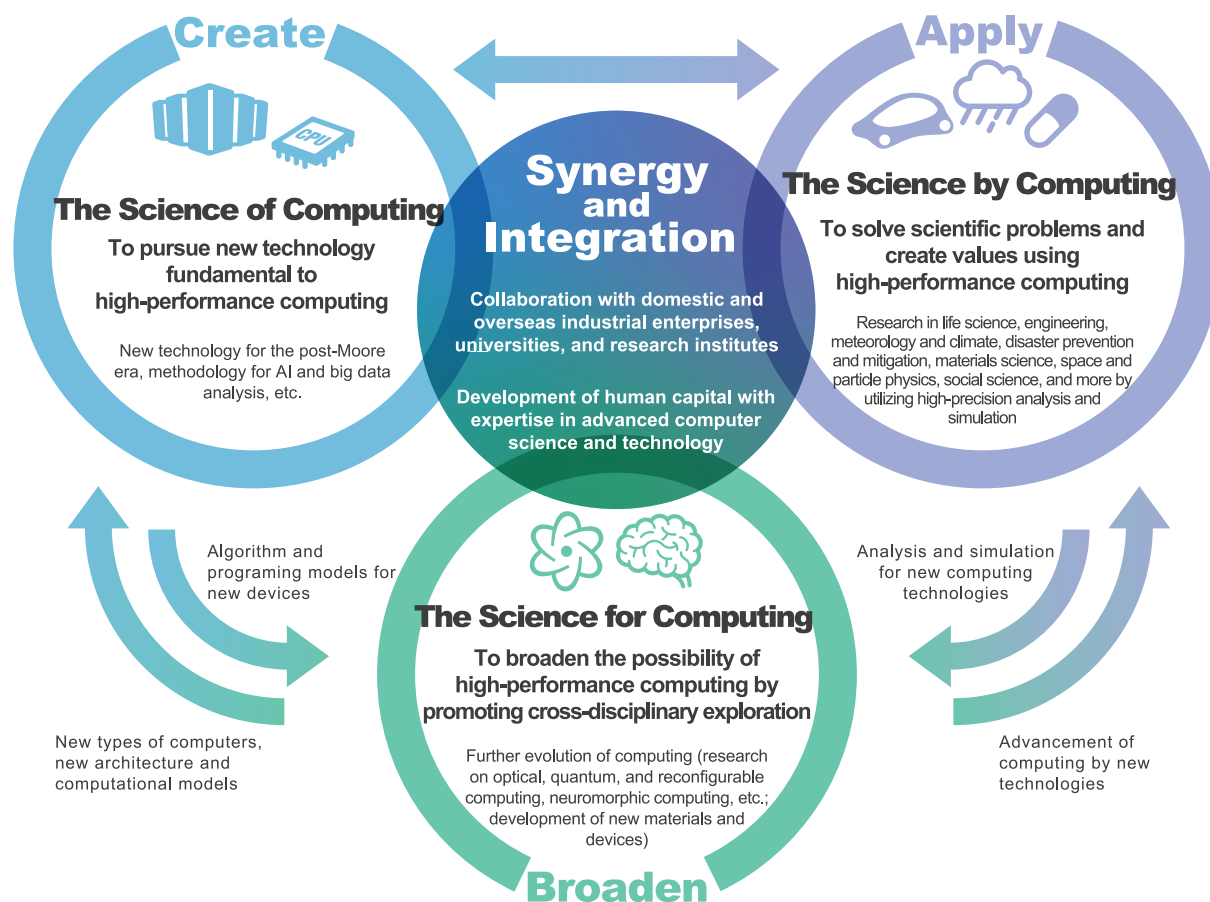 Create
CPU
The Science of Computing
To pursue new technology
fundamental to
high-performance computing
New technology for the post-Moore
era, methodology for AI and big data
analysis, etc.
Synergy
and
Integration
Collaboration with domestic and
overseas industrial enterprises,
universities, and research institutes
Development of human capital with
expertise in advanced computer
science and technology
Apply
The Science by Computing
To solve scientific problems and
create values using
high-performance computing
Research in life science, engineering,
meteorology and climate, disaster prevention
and mitigation, materials science, space and
particle physics, social science, and more by
utilizing high-precision analysis and
simulation
Algorithm and
programing models for
new devices
New types of computers,
new architecture and
computational models
The Science for Computing
To broaden the possibility of
high-performance computing by
promoting cross-disciplinary exploration
Further evolution of computing (research
on optical, quantum, and reconfigurable
computing, neuromorphic computing, etc.;
development of new materials and
devices)
Broaden
Analysis and simulation
for new computing
technologies
Advancement of
computing by new
technologies